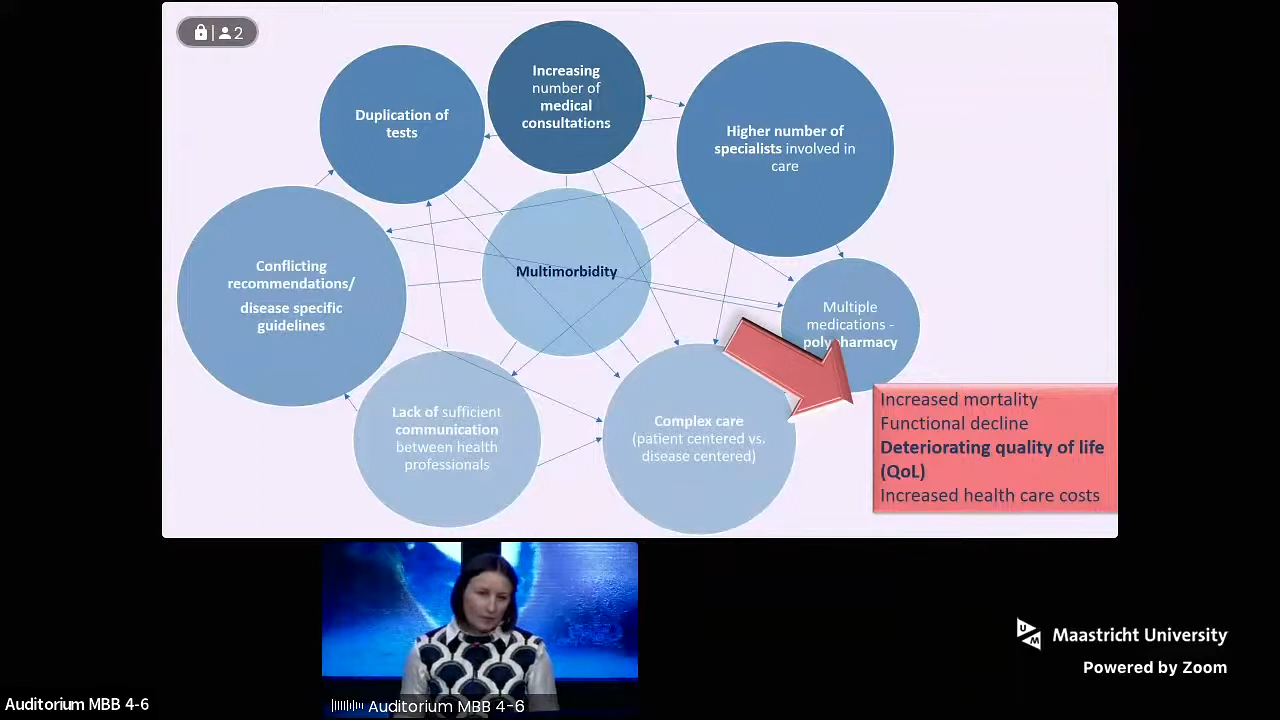 2
Increasing
number of
medical
consultations
Duplication of
tests
Higher number of
specialists involved in
care
Conflicting
recommendations/
disease specific
guidelines
Multimorbidity
Multiple
medications -
polypharmacy
Lack of sufficient
communication
between health
professionals
Complex care
(patient centered vs.
disease centered)
Increased mortality
Functional decline
Deteriorating quality of life
(QoL)
Increased health care costs
UM
Maastricht University
Powered by Zoom
Auditorium MBB 4-6
Auditorium MBB 4-6